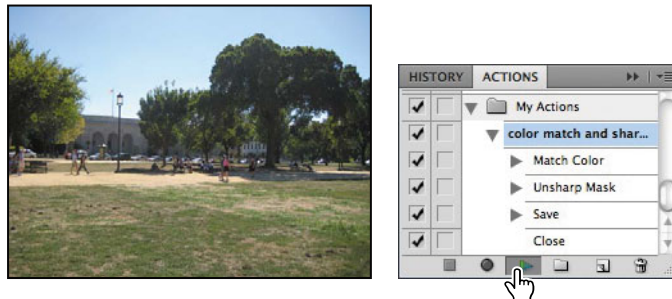 HISTORY ACTIONS
My Actions
color match and shar...
Match Color
Unsharp Mask
Save
Close